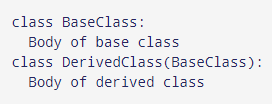 class BaseClass:
  Body of base class
class DerivedClass(BaseClass):
  Body of derived class